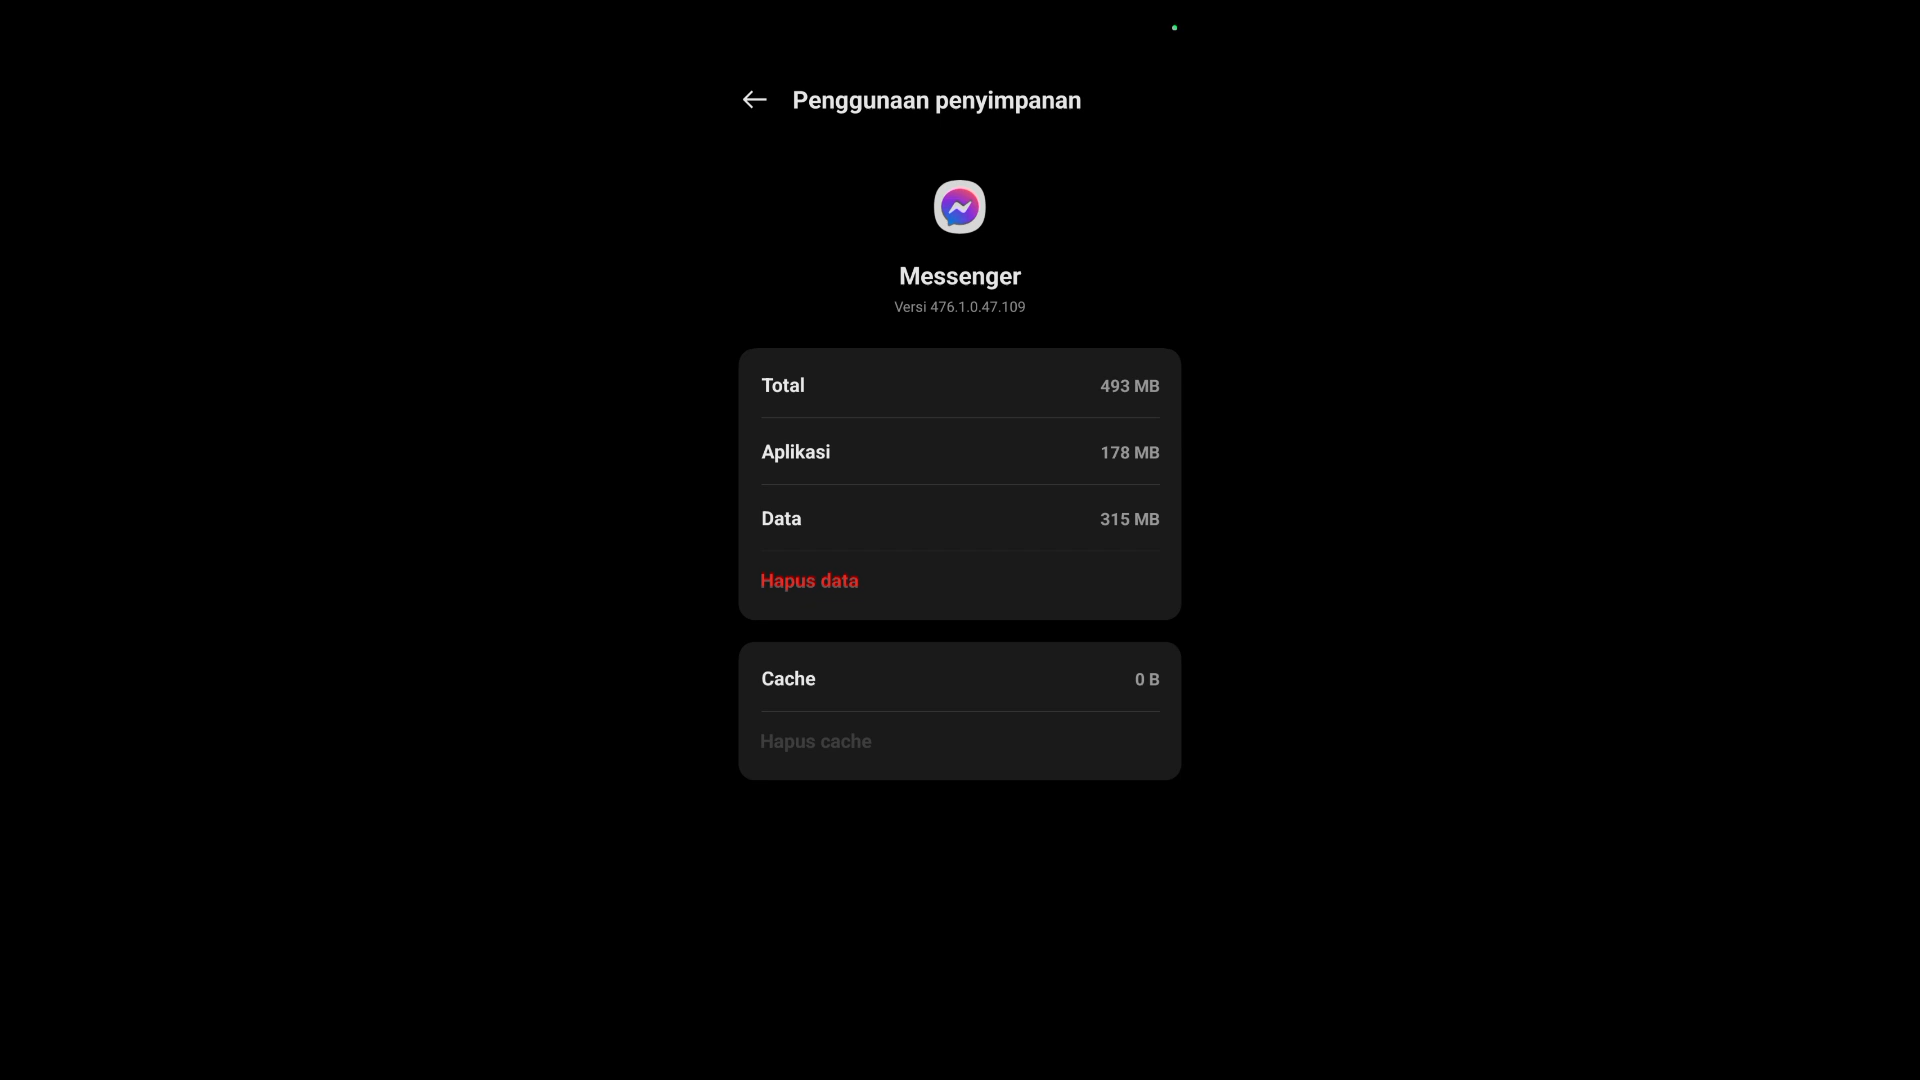 Penggunaan penyimpanan
Messenger
Versi 476.1.0.47.109
Total 493 MB
Aplikasi 178 MB
Data 315 MB
Hapus data
Cache 0 B
Hapus cache